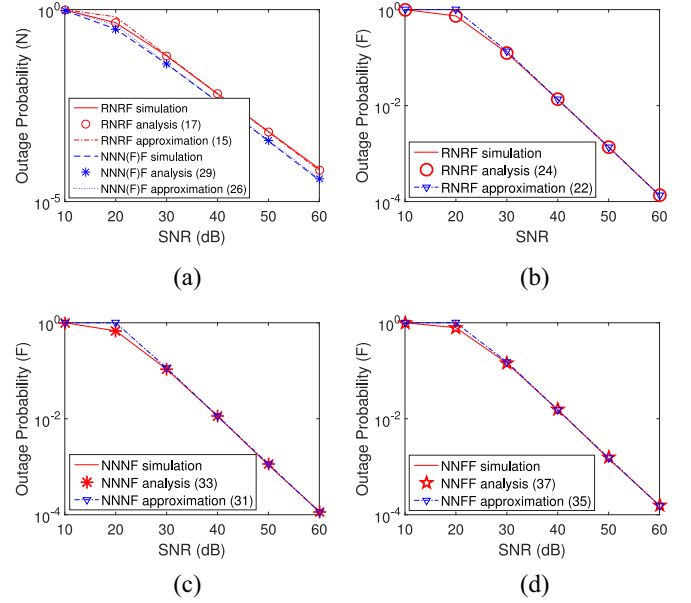 10^0
10^-5
Outage Probability (N)
RNRF simulation
RNRF analysis (17)
RNRF approximation (15)
NNN(F)F simulation
NNN(F)F analysis (29)
NNN(F)F approximation (26)
10 20 30 40 50 60
SNR (dB)
(a)
10^0
10^-2
10^-4
Outage Probability (F)
RNRF simulation
RNRF analysis (24)
RNRF approximation (22)
10 20 30 40 50 60
SNR
(b)
10^0
10^-2
10^-4
Outage Probability (F)
NNNF simulation
NNNF analysis (33)
NNNF approximation (31)
10 20 30 40 50 60
SNR (dB)
(c)
10^0
10^-2
10^-4
Outage Probability (F)
NNFF simulation
NNFF analysis (37)
NNFF approximation (35)
10 20 30 40 50 60
SNR (dB)
(d)